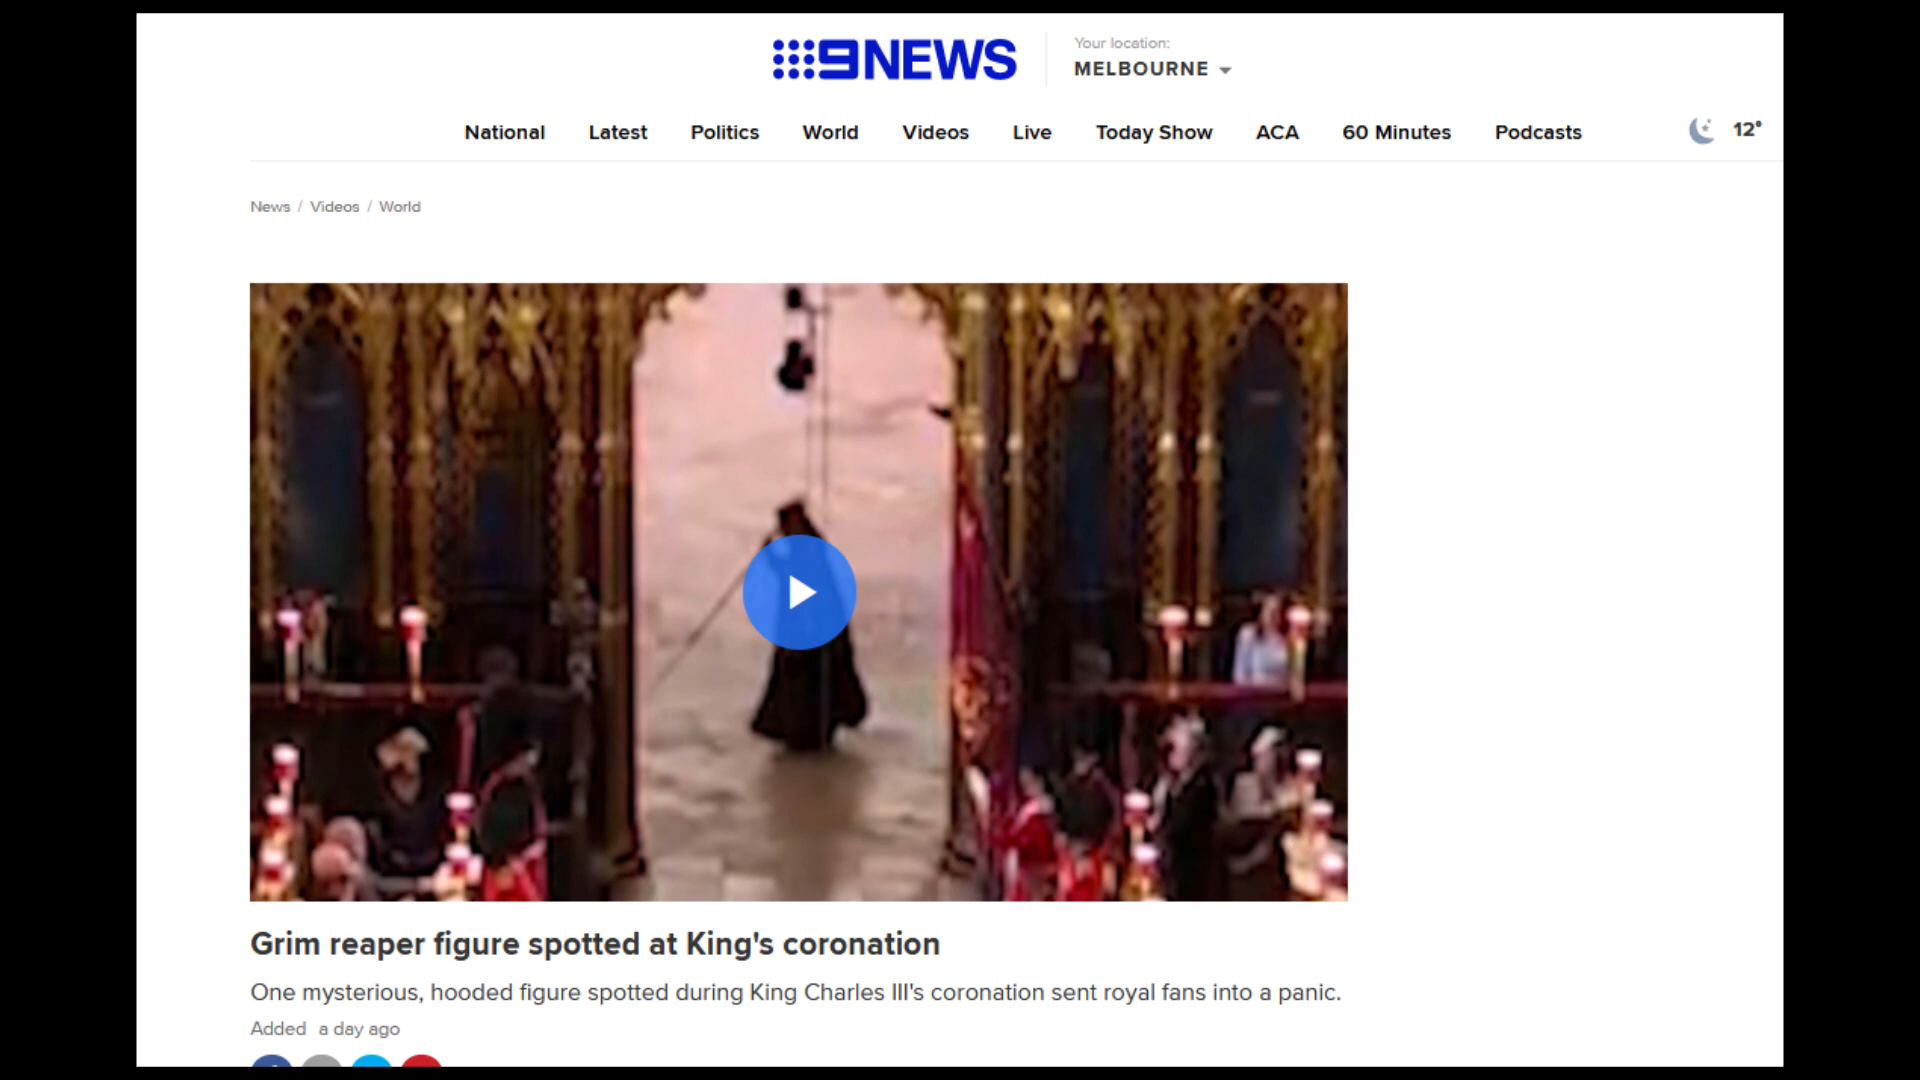 9NEWS
Your location:
MELBOURNE
National Latest Politics World Videos Live Today Show ACA 60 Minutes Podcasts
12°
News / Videos / World
Grim reaper figure spotted at King's coronation
One mysterious, hooded figure spotted during King Charles III's coronation sent royal fans into a panic.
Added a day ago